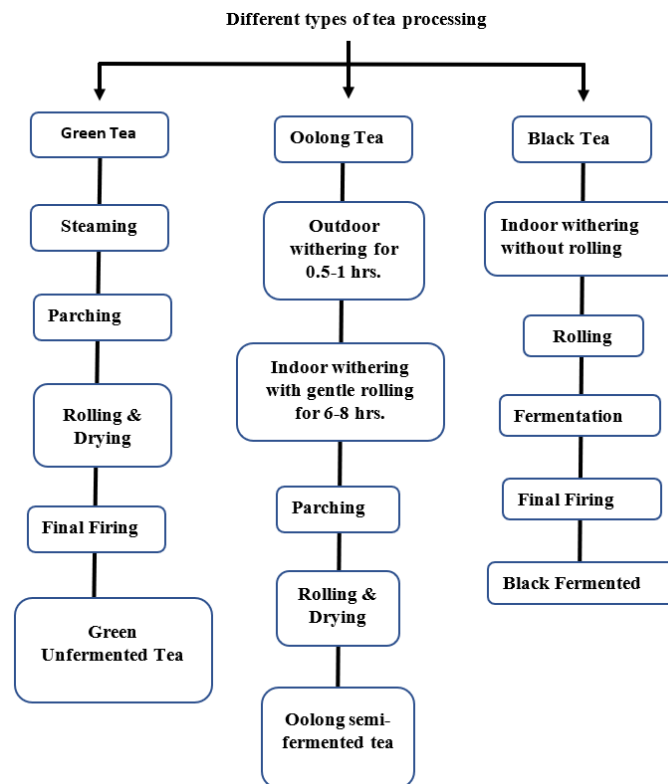 Different types of tea processing
Green Tea
Steaming
Parching
Rolling &
Drying
Final Firing
Green
Unfermented Tea
Oolong Tea
Outdoor
withering for
0.5-1 hrs.
Indoor withering
with gentle rolling
for 6-8 hrs.
Parching
Rolling &
Drying
Oolong semi-
fermented tea
Black Tea
Indoor withering
without rolling
Rolling
Fermentation
Final Firing
Black Fermented